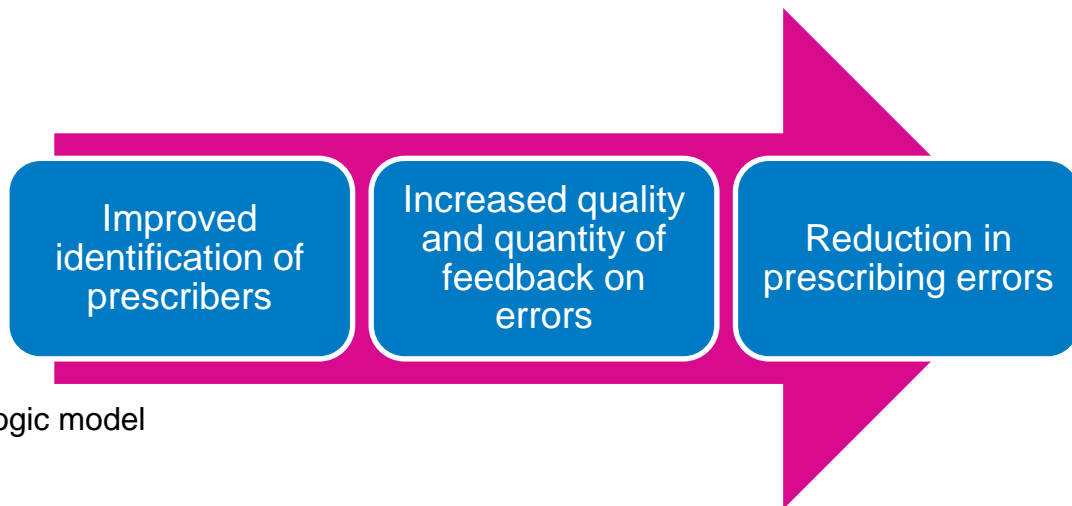 Improved
identification of
prescribers
Increased quality
and quantity of
feedback on
errors
Reduction in
prescribing errors
ogic model